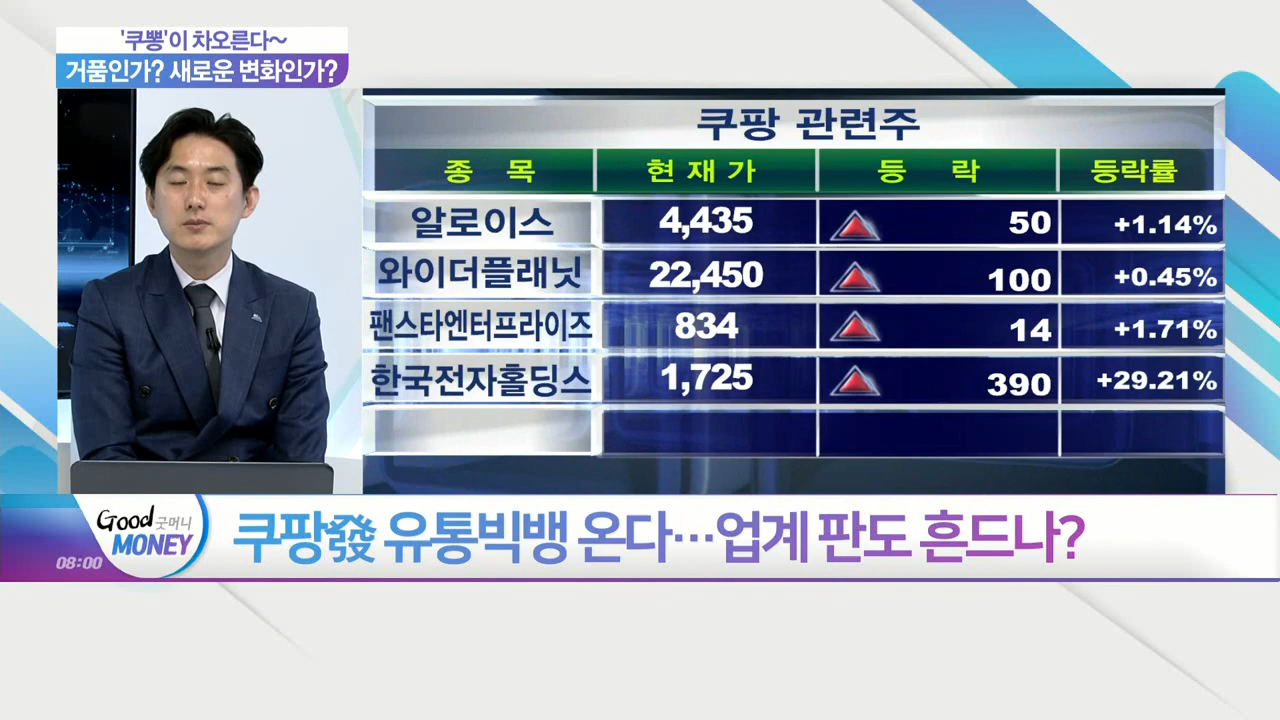 '쿠뽕'이 차오른다~
거품인가? 새로운 변화인가?
쿠팡 관련주
종 목 현 재 가 등 락 등락률
알로이스 4,435 50 +1.14%
와이더플래닛 22,450 100 +0.45%
팬스타엔터프라이즈 834 14 +1.71%
한국전자홀딩스 1,725 390 +29.21%
Good 굿머니
MONEY
08:00
쿠팡發 유통빅뱅 온다…업계 판도 흔드나?